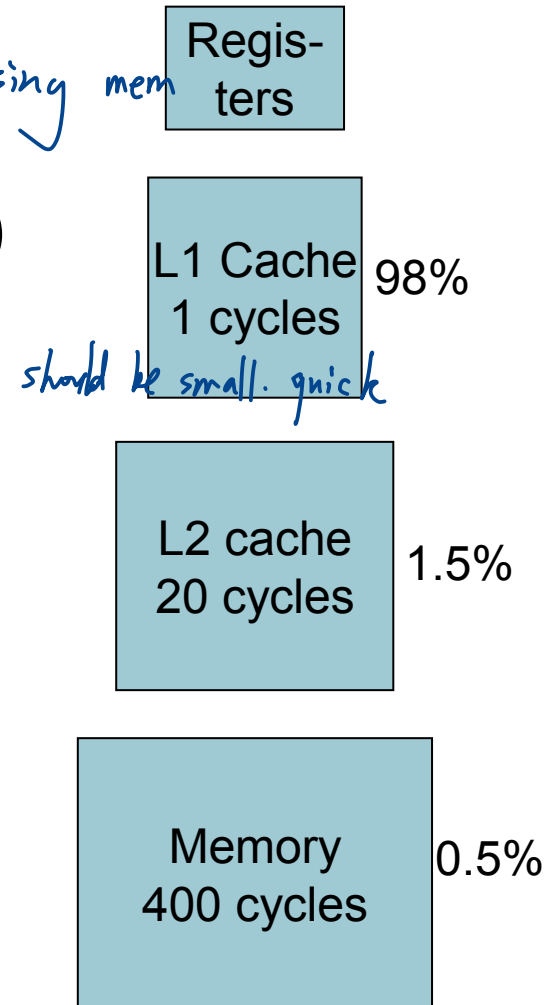 Regis-
ters
mem
)
L1 Cache
1 cycles
98%
should be small. quick
L2 cache
20 cycles
1.5%
Memory
400 cycles
0.5%